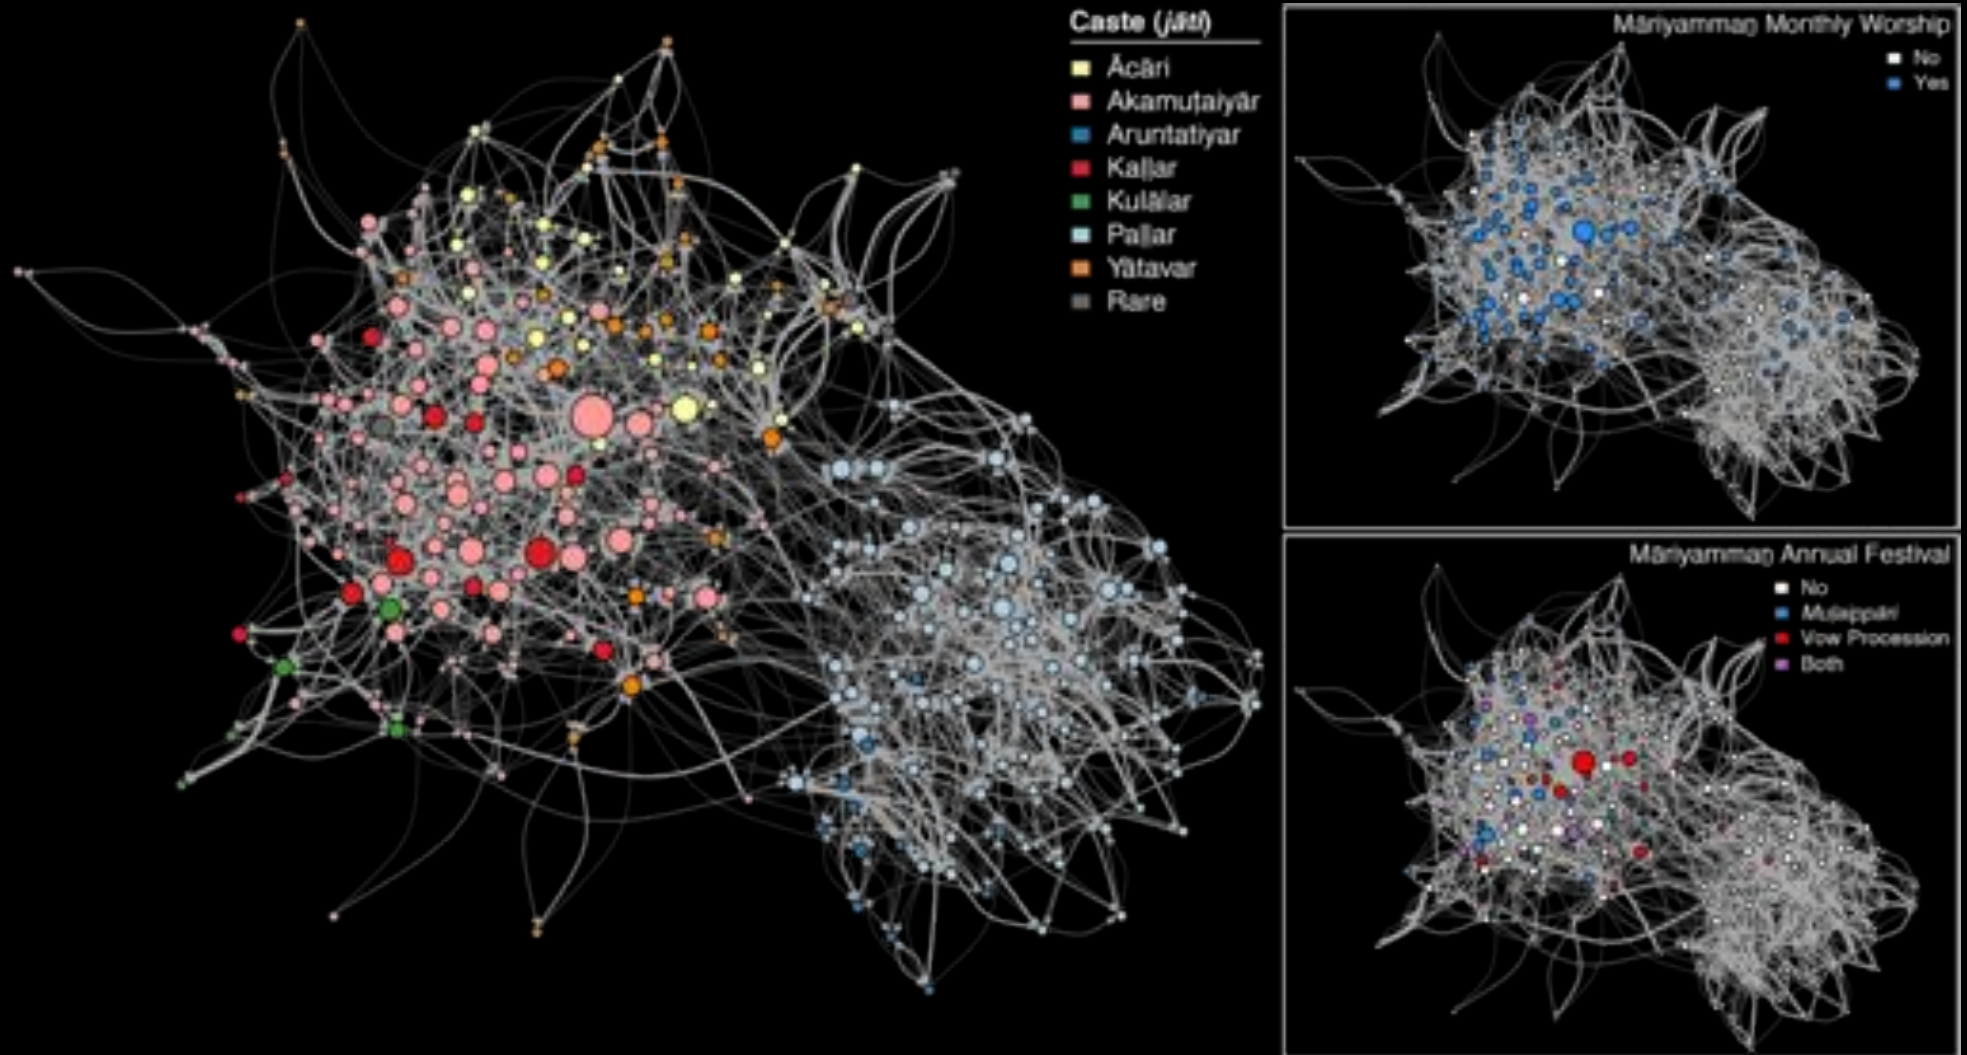 Caste (jāti)
Ācāri
Akamuṭaiyār
Aruntatiyar
Kaḷḷar
Kulālar
Paḷḷar
Yātavar
Rare
Māriyammaṉ Monthly Worship
No
Yes
Māriyammaṉ Annual Festival
No
Muḷaippāri
Vow Procession
Both